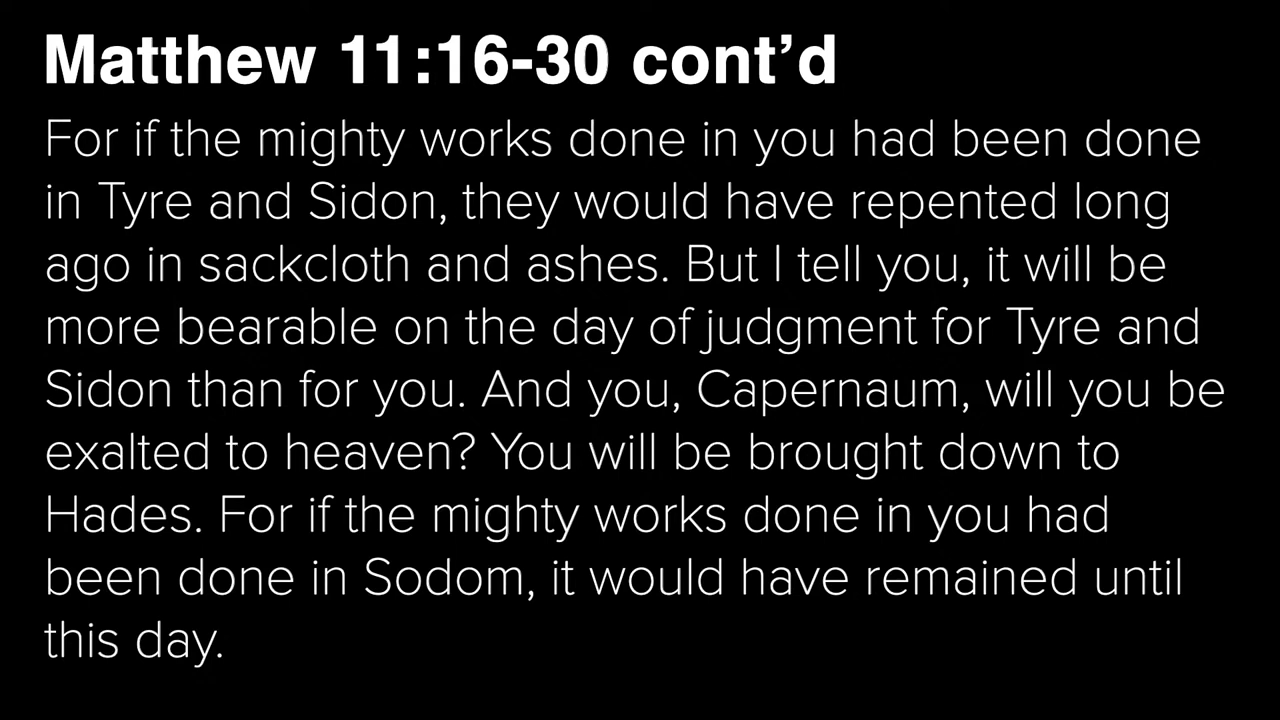 Matthew 11:16-30 cont’d
For if the mighty works done in you had been done
in Tyre and Sidon, they would have repented long
ago in sackcloth and ashes. But I tell you, it will be
more bearable on the day of judgment for Tyre and
Sidon than for you. And you, Capernaum, will you be
exalted to heaven? You will be brought down to
Hades. For if the mighty works done in you had
been done in Sodom, it would have remained until
this day.